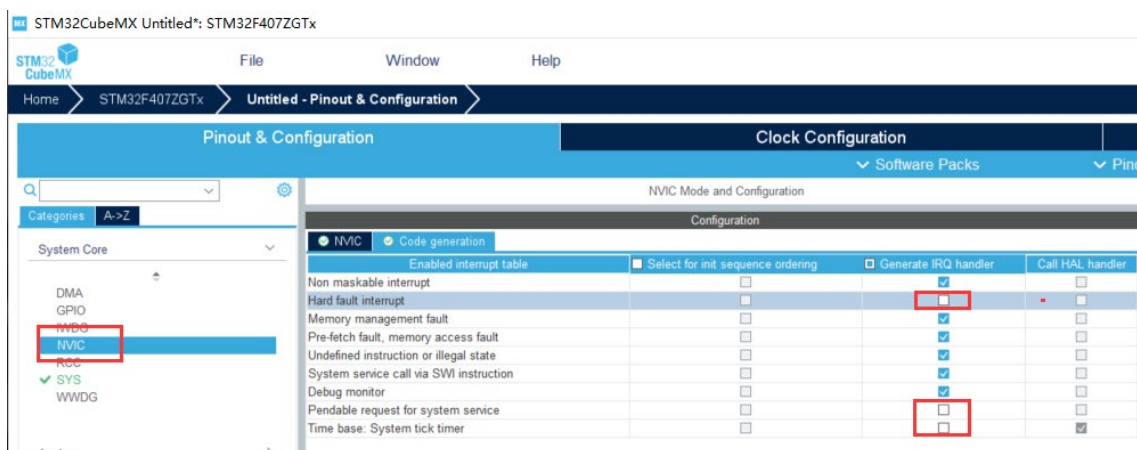 MX STM32CubeMX Untitled*: STM32F407ZGTx
STM32 CubeMX File Window Help
Home STM32F407ZGTx Untitled - Pinout & Configuration
Pinout & Configuration Clock Configuration
Software Packs
NVIC Mode and Configuration
Categories A->Z Configuration
System Core NVIC Code generation
Enabled interrupt table Select for init sequence ordering Generate IRQ handler Call HAL handler
Non maskable interrupt
Hard fault interrupt
Memory management fault
Pre-fetch fault, memory access fault
Undefined instruction or illegal state
System service call via SWI instruction
Debug monitor
Pendable request for system service
Time base: System tick timer
DMA
GPIO
IWDG
NVIC
RCC
SYS
WWDG